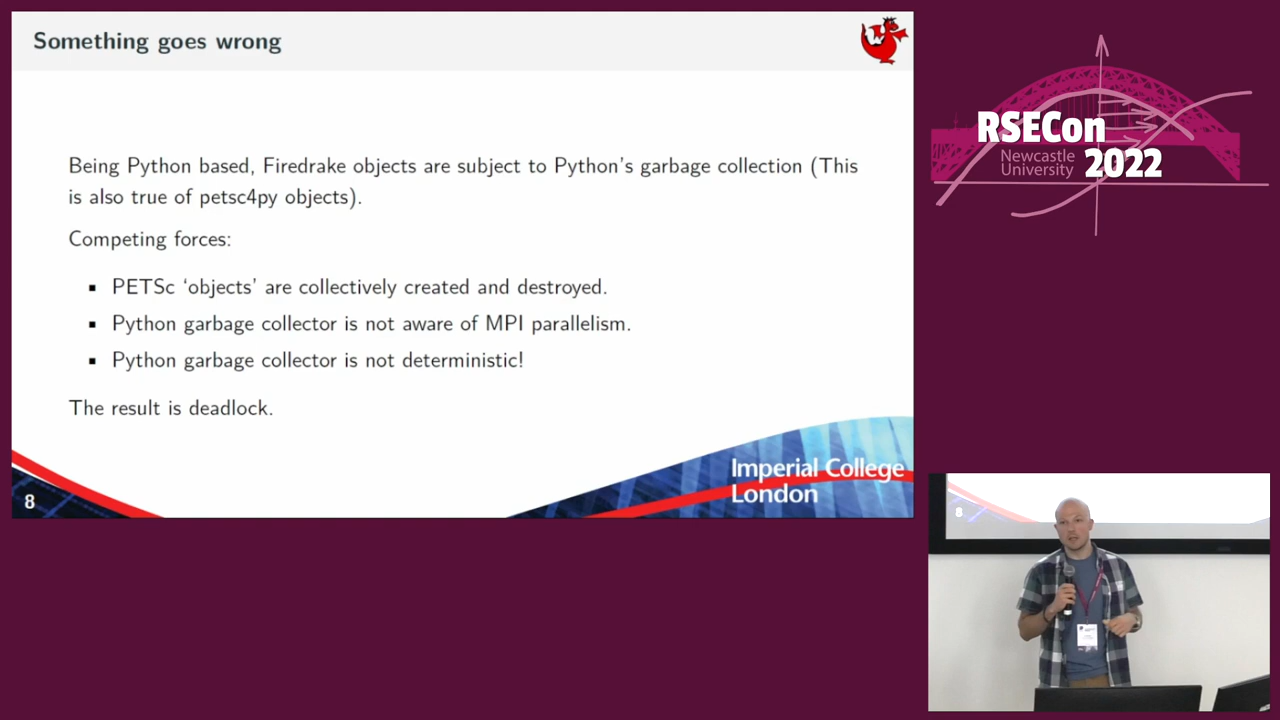 Something goes wrong
Being Python based, Firedrake objects are subject to Python's garbage collection (This
is also true of petsc4py objects).
Competing forces:
▪ PETSc ‘objects’ are collectively created and destroyed.
▪ Python garbage collector is not aware of MPI parallelism.
▪ Python garbage collector is not deterministic!
The result is deadlock.
Imperial College
London
8
RSECon
Newcastle
University
2022
8